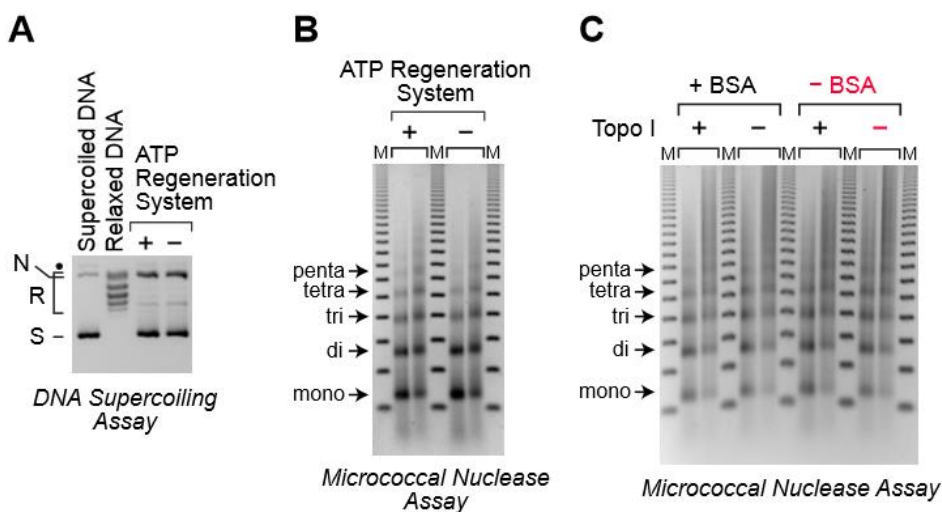 A
Supercoiled DNA
Relaxed DNA
ATP
Regeneration
System
+ −
N
R
S
DNA Supercoiling
Assay
B
ATP Regeneration
System
+ −
M M M
penta
tetra
tri
di
mono
Micrococcal Nuclease
Assay
C
+ BSA − BSA
Topo I + − + −
M M M M M
penta
tetra
tri
di
mono
Micrococcal Nuclease Assay